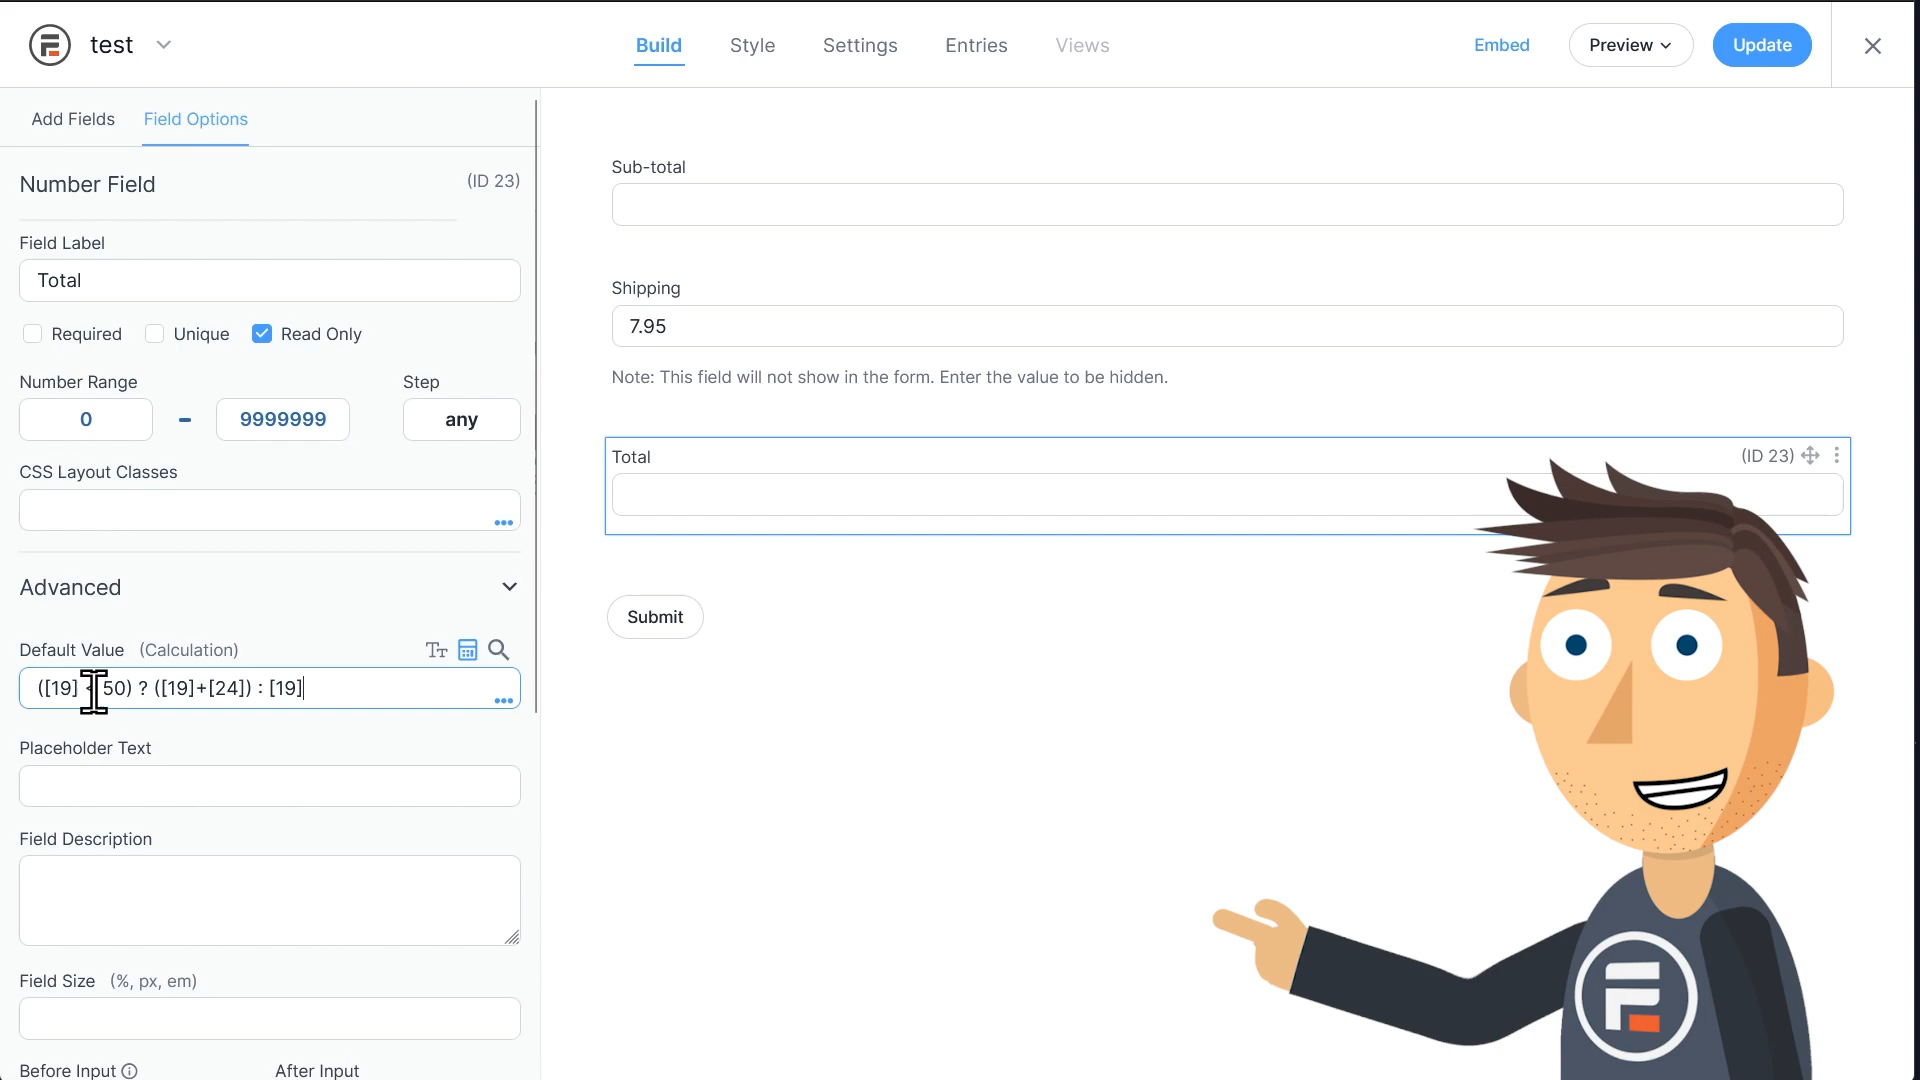 test
Build
Style
Settings
Entries
Views
Embed
Preview
Update
Add Fields
Field Options
Number Field
(ID 23)
Field Label
Total
Required
Unique
Read Only
Number Range
Step
0
-
9999999
any
CSS Layout Classes
Advanced
Default Value (Calculation)
([19] < 50) ? ([19]+[24]) : [19]
Placeholder Text
Field Description
Field Size (%, px, em)
Before Input
After Input
Sub-total
Shipping
7.95
Note: This field will not show in the form. Enter the value to be hidden.
Total
(ID 23)
Submit